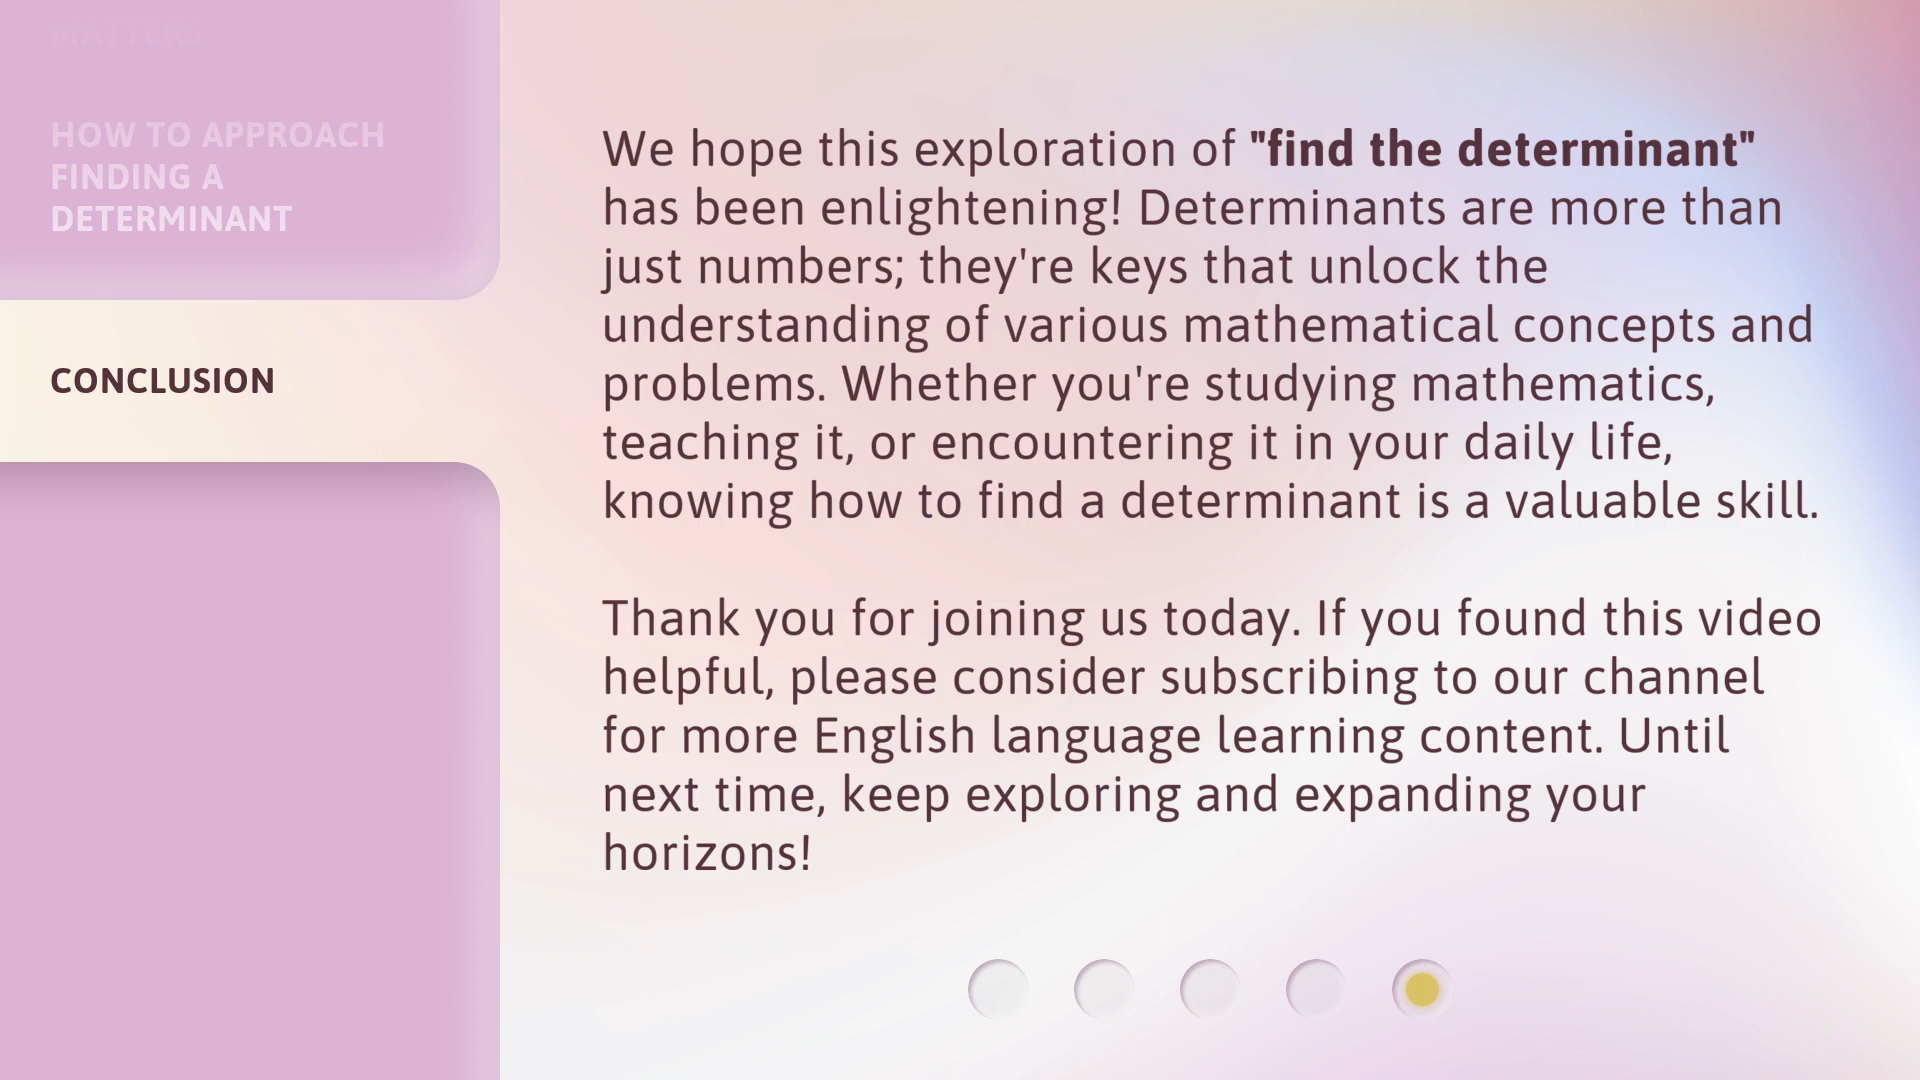 MATTERS
HOW TO APPROACH
FINDING A
DETERMINANT
CONCLUSION
We hope this exploration of "find the determinant"
has been enlightening! Determinants are more than
just numbers; they're keys that unlock the
understanding of various mathematical concepts and
problems. Whether you're studying mathematics,
teaching it, or encountering it in your daily life,
knowing how to find a determinant is a valuable skill.
Thank you for joining us today. If you found this video
helpful, please consider subscribing to our channel
for more English language learning content. Until
next time, keep exploring and expanding your
horizons!